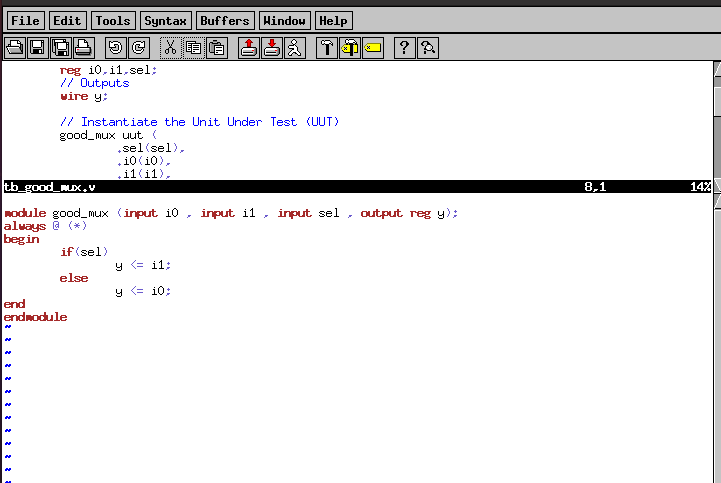 File Edit Tools Syntax Buffers Window Help
reg i0,i1,sel;
// Outputs
wire y;
// Instantiate the Unit Under Test (UUT)
good_mux uut (
.sel(sel),
.i0(i0),
.i1(i1),
tb_good_mux.v 8,1 14%
module good_mux (input i0 , input i1 , input sel , output reg y);
always @ (*)
begin
if(sel)
y <= i1;
else
y <= i0;
end
endmodule
~
~
~
~
~
~
~
~
~
~
~
~
~